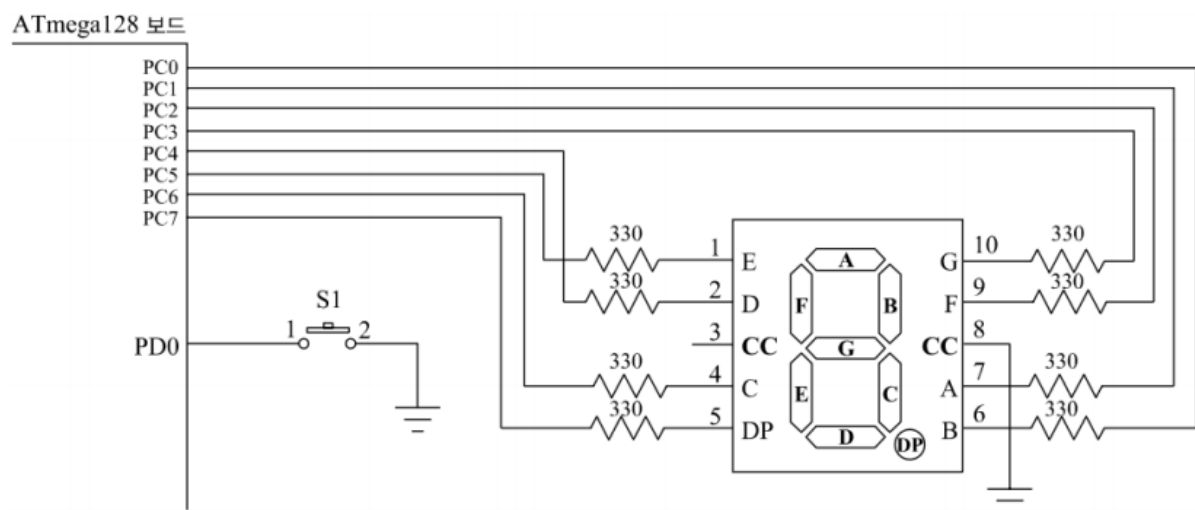 ATmega128 보드
PC0
PC1
PC2
PC3
PC4
PC5
PC6
PC7
PD0
S1
1 2
330
1 E
330
2 D
3 CC
330
4 C
330
5 DP
A
F B
G
E C
D
DP
330
10 G
330
9 F
8 CC
330
7 A
330
6 B